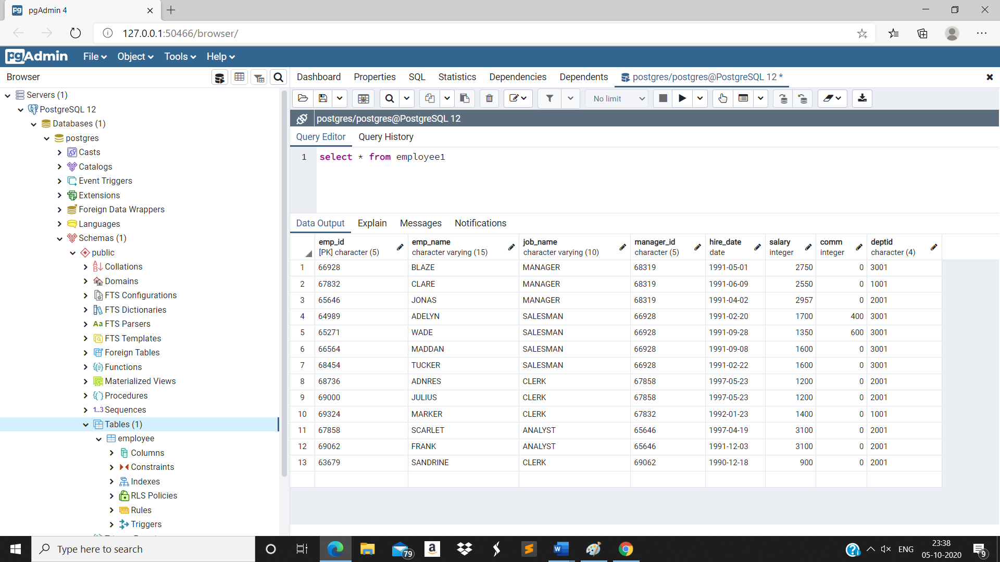 pgAdmin 4
127.0.0.1:50466/browser/
pgAdmin File Object Tools Help
Browser
Dashboard Properties SQL Statistics Dependencies Dependents postgres/postgres@PostgreSQL 12 *
Servers (1)
PostgreSQL 12
Databases (1)
postgres
Casts
Catalogs
Event Triggers
Extensions
Foreign Data Wrappers
Languages
Schemas (1)
public
Collations
Domains
FTS Configurations
FTS Dictionaries
Aa FTS Parsers
FTS Templates
Foreign Tables
Functions
Materialized Views
Procedures
1..3 Sequences
Tables (1)
employee
Columns
Constraints
Indexes
RLS Policies
Rules
Triggers
No limit
postgres/postgres@PostgreSQL 12
Query Editor Query History
1 select * from employee1
Data Output Explain Messages Notifications
emp_id emp_name job_name manager_id hire_date salary comm deptid
[PK] character (5) character varying (15) character varying (10) character (5) date integer integer character (4)
1 66928 BLAZE MANAGER 68319 1991-05-01 2750 0 3001
2 67832 CLARE MANAGER 68319 1991-06-09 2550 0 1001
3 65646 JONAS MANAGER 68319 1991-04-02 2957 0 2001
4 64989 ADELYN SALESMAN 66928 1991-02-20 1700 400 3001
5 65271 WADE SALESMAN 66928 1991-09-28 1350 600 3001
6 66564 MADDAN SALESMAN 66928 1991-09-08 1600 0 3001
7 68454 TUCKER SALESMAN 66928 1991-02-22 1600 0 3001
8 68736 ADNRES CLERK 67858 1997-05-23 1200 0 2001
9 69000 JULIUS CLERK 67858 1997-05-23 1200 0 2001
10 69324 MARKER CLERK 67832 1992-01-23 1400 0 1001
11 67858 SCARLET ANALYST 65646 1997-04-19 3100 0 2001
12 69062 FRANK ANALYST 65646 1991-12-03 3100 0 2001
13 63679 SANDRINE CLERK 69062 1990-12-18 900 0 2001
Type here to search
79
ENG
23:38
05-10-2020
9